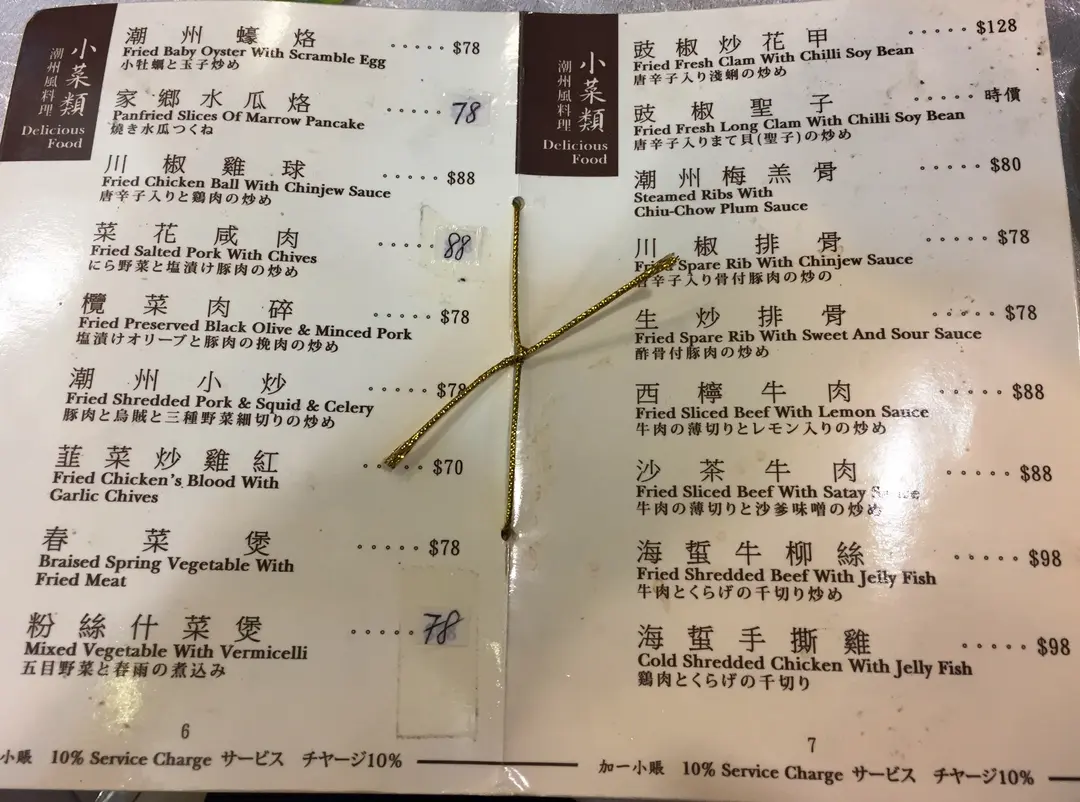 小菜類
潮州風料理
Delicious
Food
潮州蠔烙 ····· $78
Fried Baby Oyster With Scramble Egg
小牡蠣と玉子炒め
家鄉水瓜烙 ····· 78
Panfried Slices Of Marrow Pancake
燒き水瓜つくね
川椒雞球 ······ $88
Fried Chicken Ball With Chinjew Sauce
唐辛子入りと鶏肉の炒め
菜花咸肉 ······ 88
Fried Salted Pork With Chives
にら野菜と塩漬け豚肉の炒め
欖菜肉碎 ······ $78
Fried Preserved Black Olive & Minced Pork
塩漬けオリーブと豚肉の挽肉の炒め
潮州小炒 ······ $78
Fried Shredded Pork & Squid & Celery
豚肉と烏賊と三種野菜細切りの炒め
韮菜炒雞紅 ····· $70
Fried Chicken's Blood With
Garlic Chives
春菜煲 ······ $78
Braised Spring Vegetable With
Fried Meat
粉絲什菜煲 ······ 78
Mixed Vegetable With Vermicelli
五目野菜と春雨の煮込み
6
小賬 10% Service Charge サービス チャージ10%
小菜類
潮州風料理
Delicious
Food
豉椒炒花甲 ······ $128
Fried Fresh Clam With Chilli Soy Bean
唐辛子入り淺蜊の炒め
豉椒聖子 ······ 時價
Fried Fresh Long Clam With Chilli Soy Bean
唐辛子入りまて貝(聖子)の炒め
潮州梅羔骨 ······ $80
Steamed Ribs With
Chiu-Chow Plum Sauce
川椒排骨 ······ $78
Fried Spare Rib With Chinjew Sauce
唐辛子入り骨付豚肉の炒の
生炒排骨 ······ $78
Fried Spare Rib With Sweet And Sour Sauce
酢骨付豚肉の炒め
西檸牛肉 ······ $88
Fried Sliced Beef With Lemon Sauce
牛肉の薄切りとレモン入りの炒め
沙茶牛肉 ······ $88
Fried Sliced Beef With Satay Sauce
牛肉の薄切りと沙爹味噌の炒め
海蜇牛柳絲 ······ $98
Fried Shredded Beef With Jelly Fish
牛肉とくらげの千切り炒め
海蜇手撕雞 ······ $98
Cold Shredded Chicken With Jelly Fish
鶏肉とくらげの千切り
7
加一小賬 10% Service Charge サービス チャージ10%